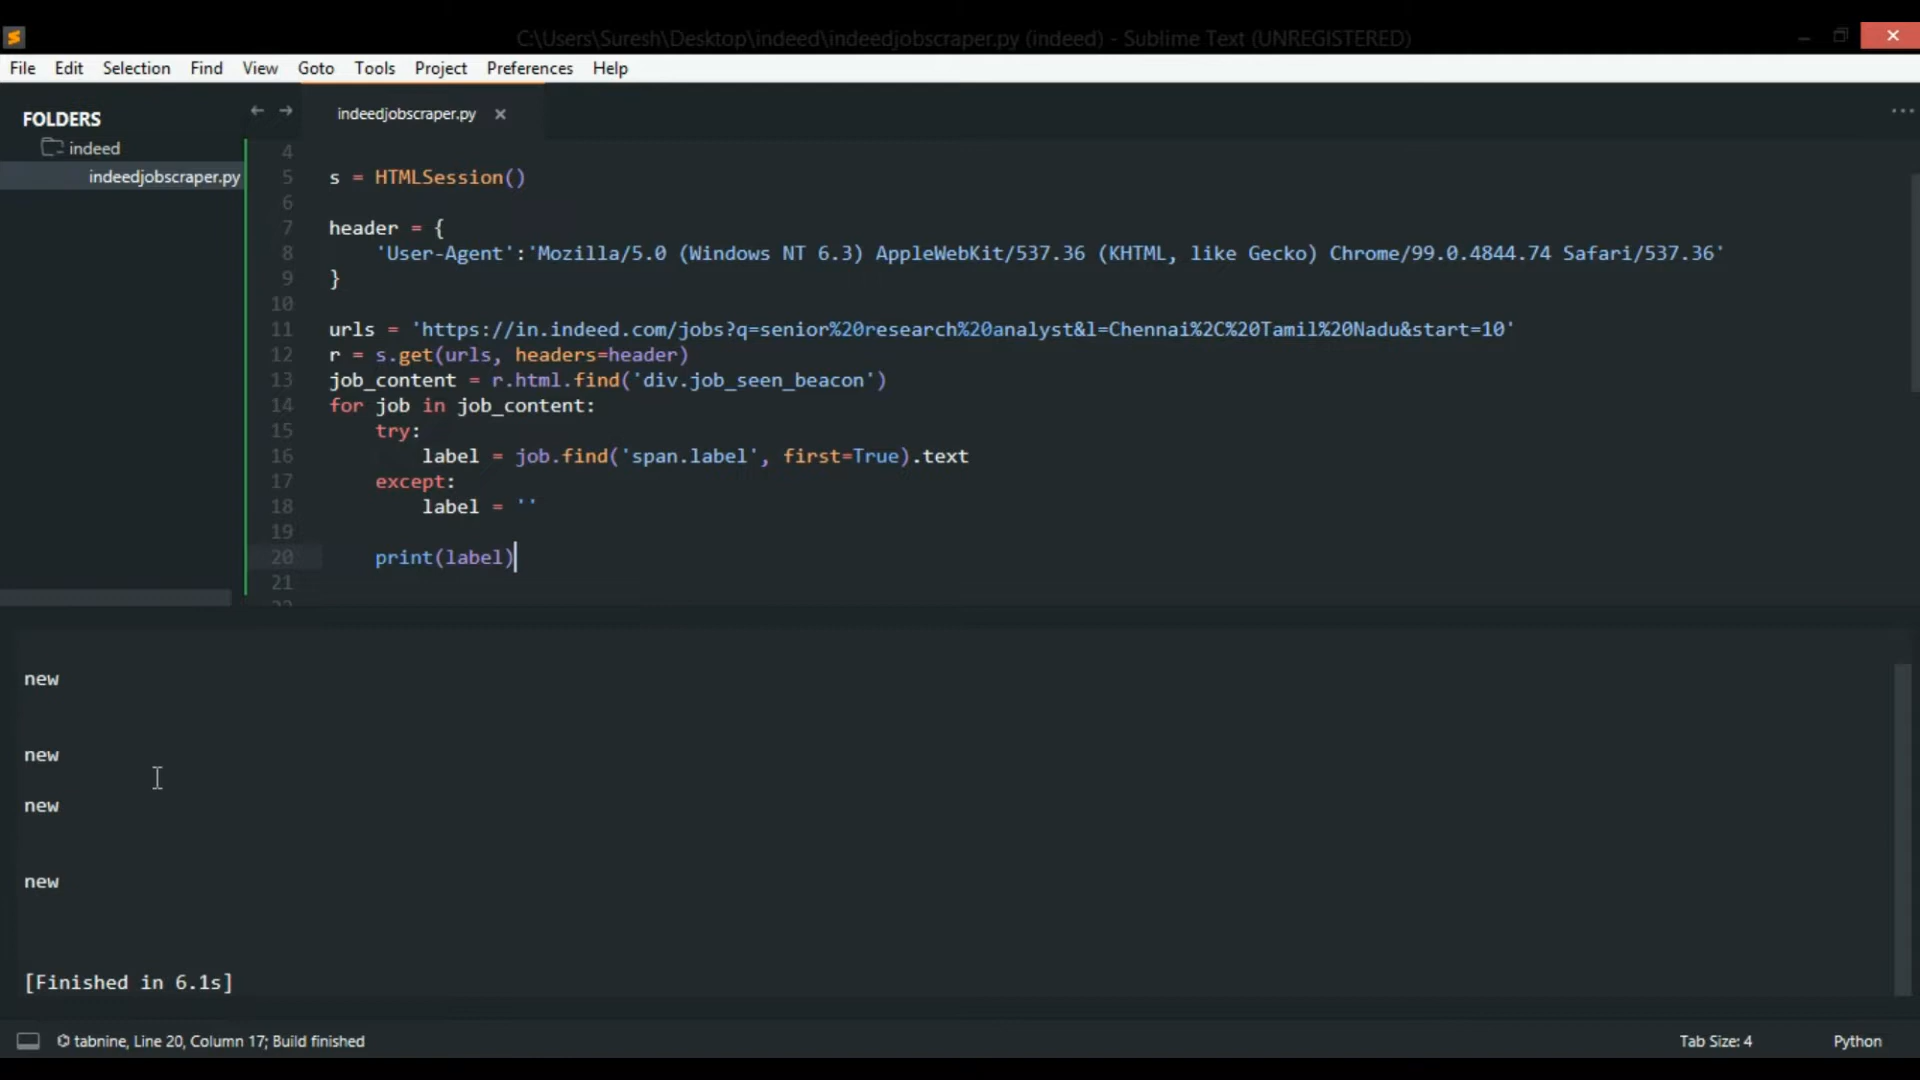 C:\Users\Suresh\Desktop\indeed\indeedjobscraper.py (indeed) - Sublime Text (UNREGISTERED)
File Edit Selection Find View Goto Tools Project Preferences Help
FOLDERS
indeed
indeedjobscraper.py
indeedjobscraper.py
4
5 s = HTMLSession()
6
7 header = {
8 'User-Agent':'Mozilla/5.0 (Windows NT 6.3) AppleWebKit/537.36 (KHTML, like Gecko) Chrome/99.0.4844.74 Safari/537.36'
9 }
10
11 urls = 'https://in.indeed.com/jobs?q=senior%20research%20analyst&l=Chennai%2C%20Tamil%20Nadu&start=10'
12 r = s.get(urls, headers=header)
13 job_content = r.html.find('div.job_seen_beacon')
14 for job in job_content:
15 try:
16 label = job.find('span.label', first=True).text
17 except:
18 label = ''
19
20 print(label)
21
22
new
new
new
new
[Finished in 6.1s]
tabnine, Line 20, Column 17; Build finished
Tab Size: 4
Python